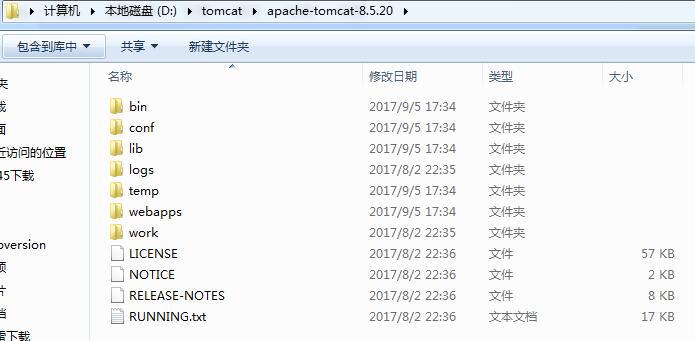 计算机 ▸ 本地磁盘 (D:) ▸ tomcat ▸ apache-tomcat-8.5.20 ▸
包含到库中 共享 新建文件夹
名称 修改日期 类型 大小
bin 2017/9/5 17:34 文件夹
conf 2017/9/5 17:34 文件夹
lib 2017/9/5 17:34 文件夹
logs 2017/8/2 22:35 文件夹
temp 2017/9/5 17:34 文件夹
webapps 2017/9/5 17:34 文件夹
work 2017/8/2 22:35 文件夹
LICENSE 2017/8/2 22:36 文件 57 KB
NOTICE 2017/8/2 22:36 文件 2 KB
RELEASE-NOTES 2017/8/2 22:36 文件 8 KB
RUNNING.txt 2017/8/2 22:36 文本文档 17 KB
夹
面
近访问的位置
45下载
oversion
频
片
档
雷下载